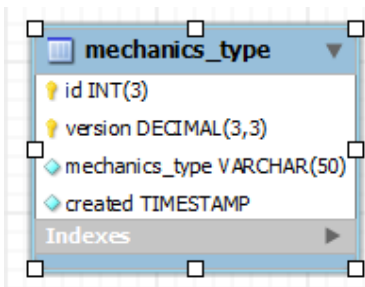 mechanics_type
id INT(3)
version DECIMAL(3,3)
mechanics_type VARCHAR(50)
created TIMESTAMP
Indexes